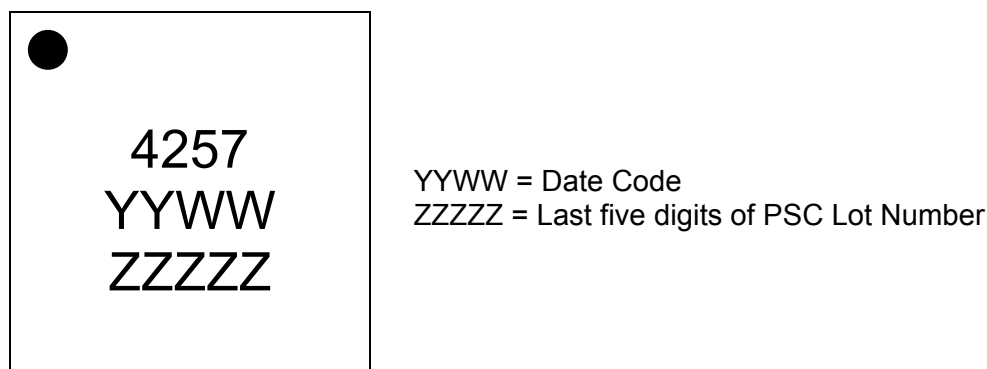 4257
YYWW
ZZZZZ
YYWW = Date Code
ZZZZZ = Last five digits of PSC Lot Number